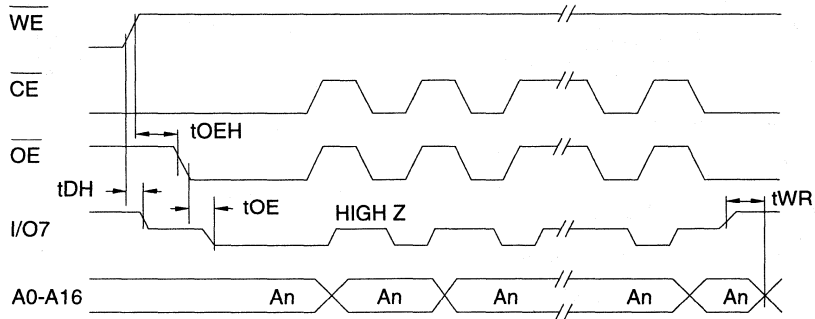 WE
CE
tOEH
OE
tDH
tOE
HIGH Z
tWR
I/O7
A0-A16 An An An An An